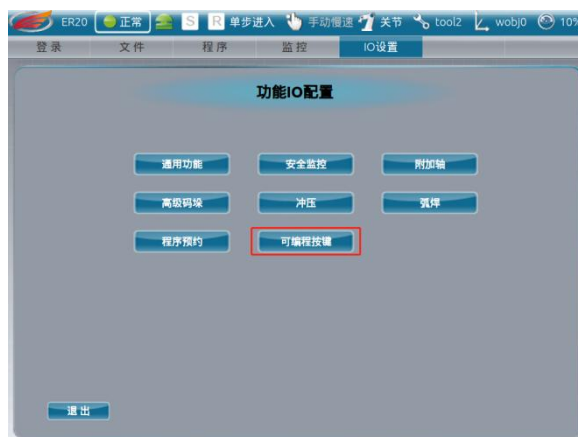 ER20 正常 S R 单步进入 手动慢速 关节 tool2 wobj0 10%
登录 文件 程序 监控 IO设置
功能IO配置
通用功能 安全监控 附加轴
高级码垛 冲压 弧焊
程序预约 可编程按键
退出